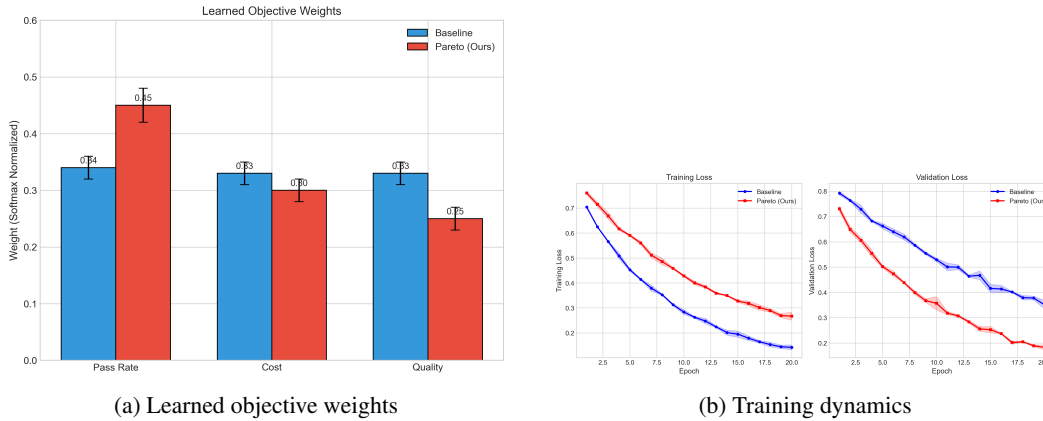 Learned Objective Weights
Baseline
Pareto (Ours)
Weight (Softmax Normalized)
0.6
0.5
0.4
0.3
0.2
0.1
0.0
0.34
0.45
0.33
0.30
0.33
0.25
Pass Rate
Cost
Quality
(a) Learned objective weights
Training Loss
Baseline
Pareto (Ours)
Training Loss
0.7
0.6
0.5
0.4
0.3
0.2
2.5 5.0 7.5 10.0 12.5 15.0 17.5 20.0
Epoch
Validation Loss
Baseline
Pareto (Ours
Validation Loss
0.8
0.7
0.6
0.5
0.4
0.3
0.2
2.5 5.0 7.5 10.0 12.5 15.0 17.5 20.0
Epoch
(b) Training dynamics